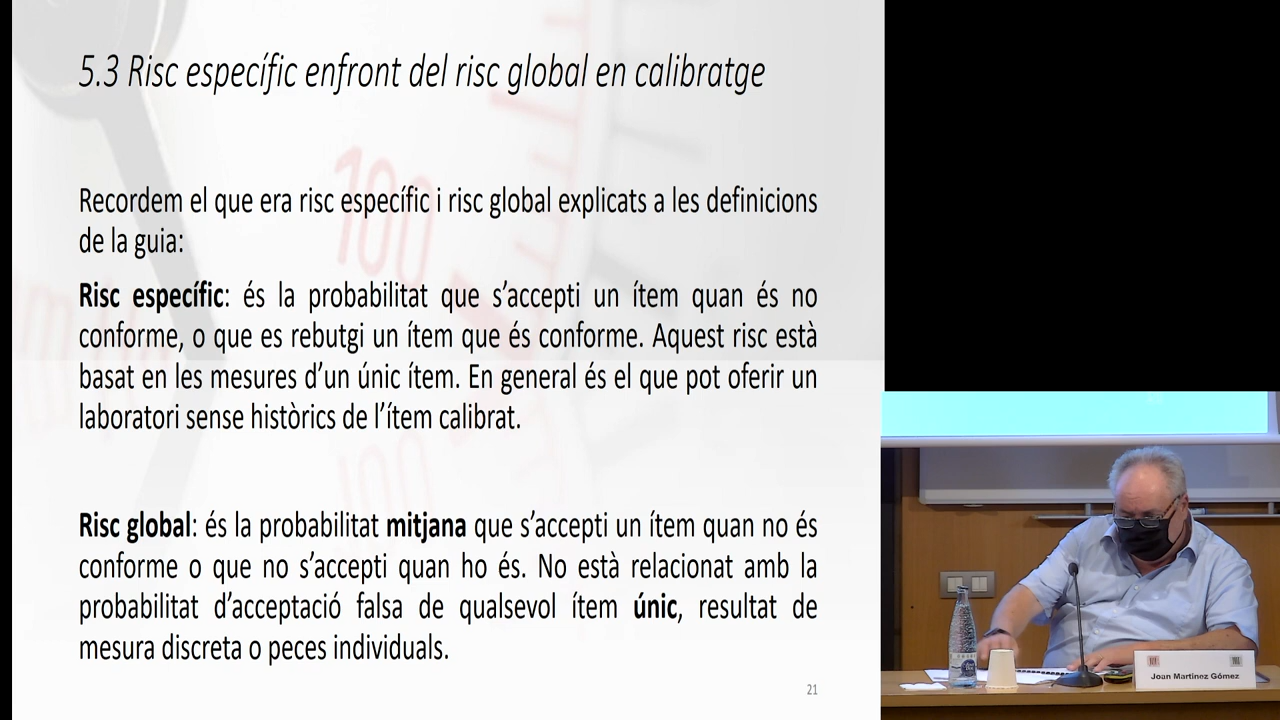 5.3 Risc específic enfront del risc global en calibratge
Recordem el que era risc específic i risc global explicats a les definicions
de la guia:
Risc específic: és la probabilitat que s’accepti un ítem quan és no
conforme, o que es rebutgi un ítem que és conforme. Aquest risc està
basat en les mesures d’un únic ítem. En general és el que pot oferir un
laboratori sense històrics de l’ítem calibrat.
Risc global: és la probabilitat mitjana que s’accepti un ítem quan no és
conforme o que no s’accepti quan ho és. No està relacionat amb la
probabilitat d’acceptació falsa de qualsevol ítem únic, resultat de
mesura discreta o peces individuals.
21
Joan Martínez Gómez
100